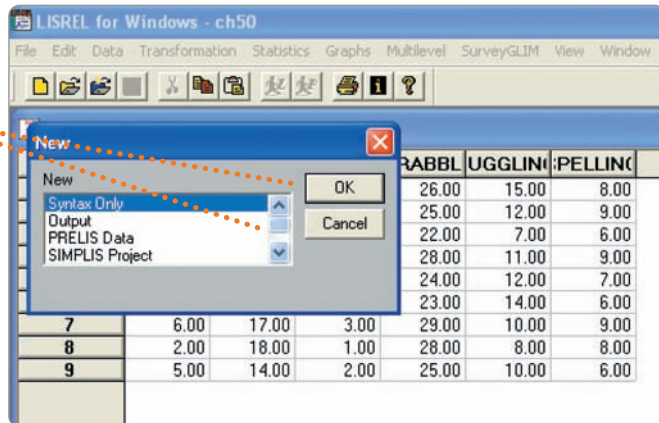 LISREL for Windows - ch50
File Edit Data Transformation Statistics Graphs Multilevel SurveyGLIM View Window
New
New
Syntax Only
Output
PRELIS Data
SIMPLIS Project
OK
Cancel
RABBL UGGLIN PELLIN
26.00 15.00 8.00
25.00 12.00 9.00
22.00 7.00 6.00
28.00 11.00 9.00
24.00 12.00 7.00
23.00 14.00 6.00
7 6.00 17.00 3.00 29.00 10.00 9.00
8 2.00 18.00 1.00 28.00 8.00 8.00
9 5.00 14.00 2.00 25.00 10.00 6.00